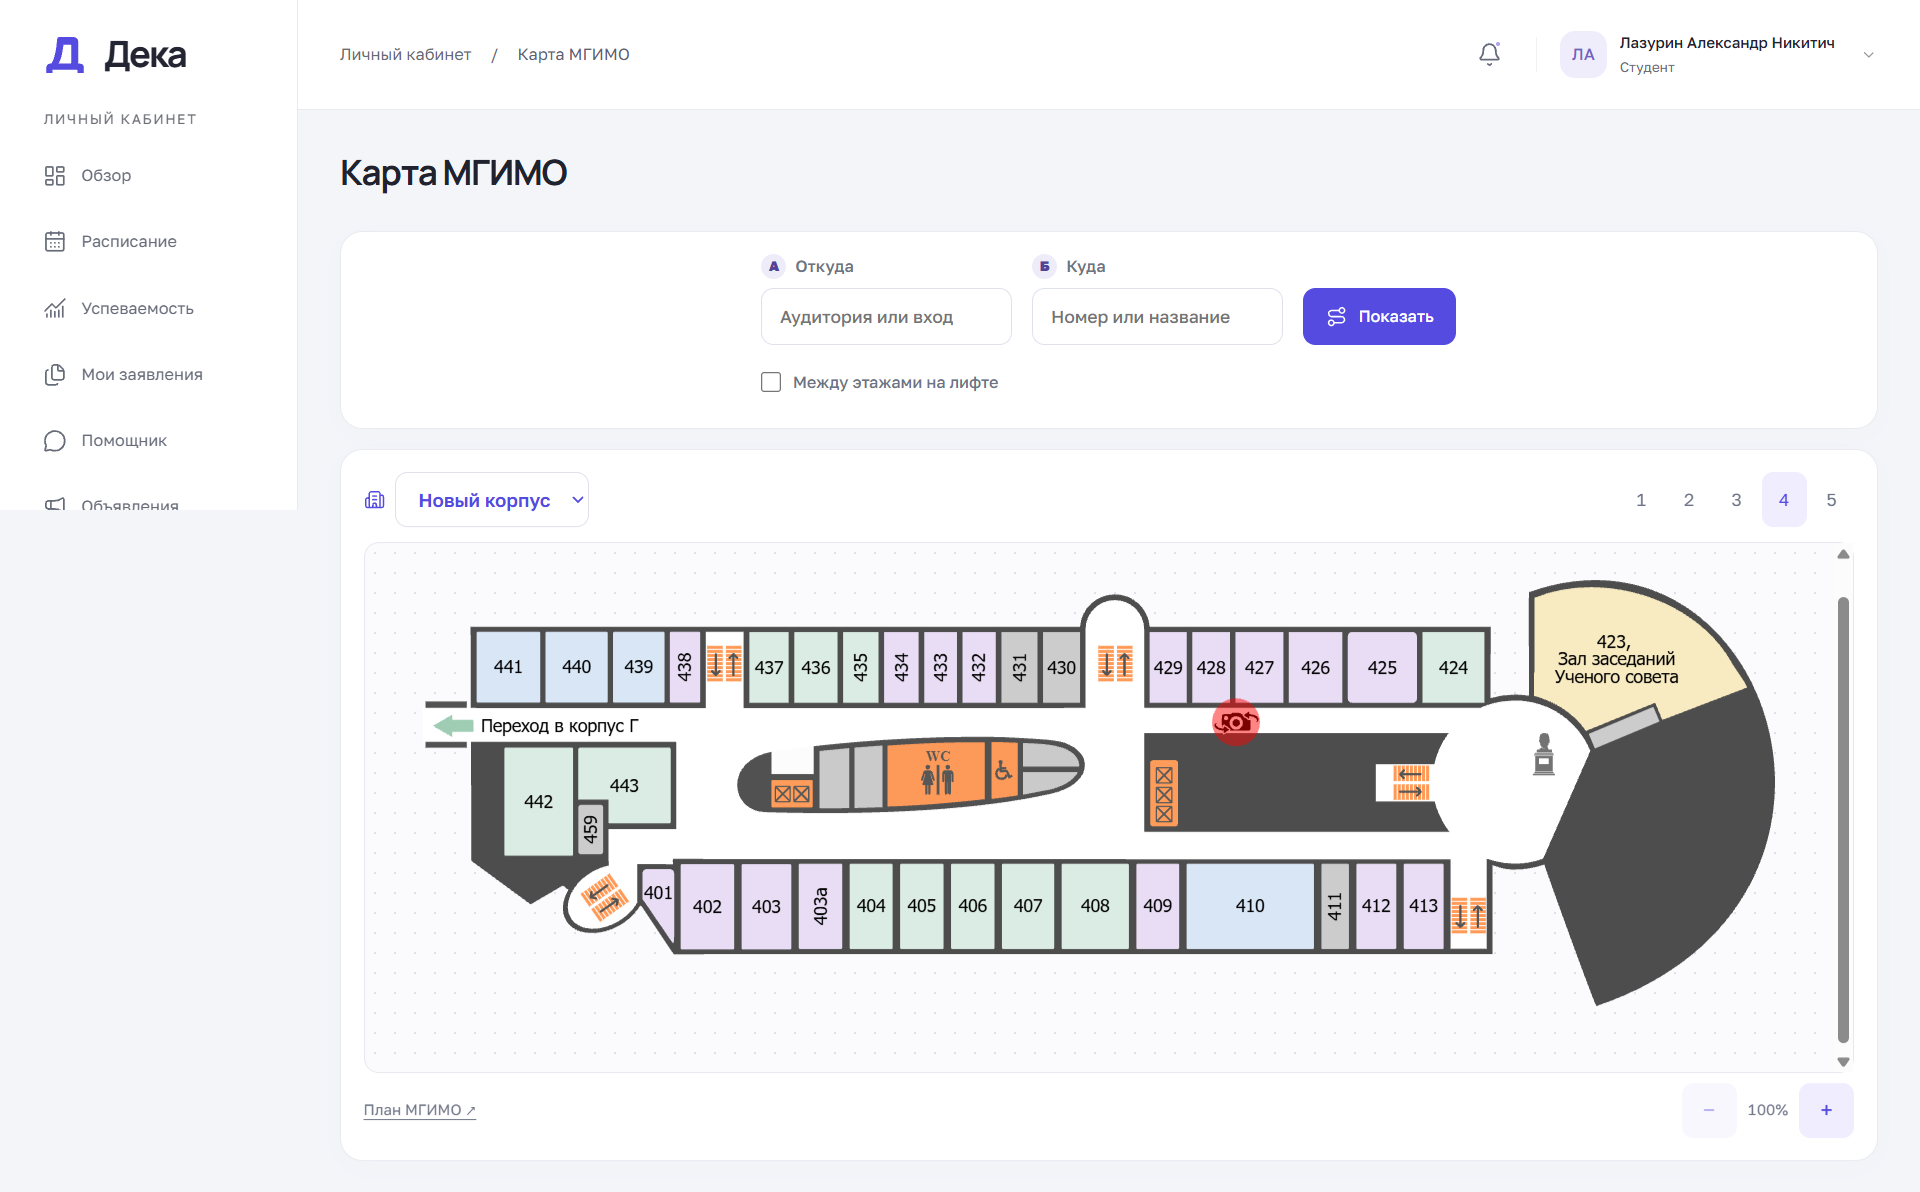 Дека
Личный кабинет / Карта МГИМО
ЛА
Лазурин Александр Никитич
Студент
ЛИЧНЫЙ КАБИНЕТ
Обзор
Расписание
Успеваемость
Мои заявления
Помощник
Объявления
Карта МГИМО
А Откуда
Б Куда
Аудитория или вход
Номер или название
Показать
Между этажами на лифте
Новый корпус
1 2 3 4 5
441 440 439 438 437 436 435 434 433 432 431 430 429 428 427 426 425 424
423,
Зал заседаний
Ученого совета
Переход в корпус Г
WC
442 443 459
401 402 403 403а 404 405 406 407 408 409 410 411 412 413
План МГИМО ↗
− 100% +